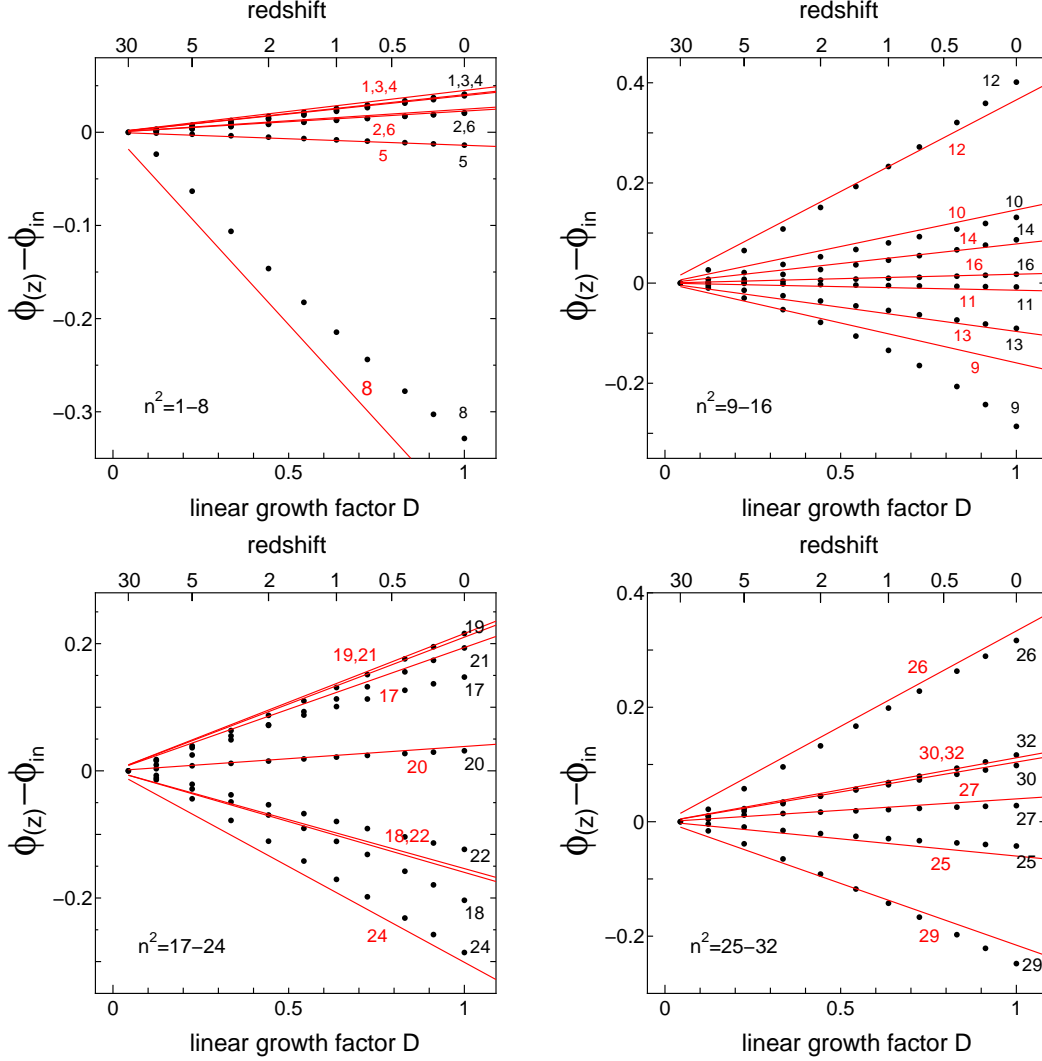 redshift
30 5 2 1 0.5 0
0
−0.1
−0.2
−0.3
ϕ(z)−ϕin
1,3,4
1,3,4
2,6
2,6
5
5
8
8
n2=1−8
0 0.5 1
linear growth factor D
redshift
30 5 2 1 0.5 0
0.4
0.2
0
−0.2
ϕ(z)−ϕin
12
12
10
10
14
14
16
16
11
11
13
13
9
9
n2=9−16
0 0.5 1
linear growth factor D
redshift
30 5 2 1 0.5 0
0.2
0
−0.2
ϕ(z)−ϕin
19,21
19
21
17
17
20
20
18,22
22
18
24
24
n2=17−24
0 0.5 1
linear growth factor D
redshift
30 5 2 1 0.5 0
0.4
0.2
0
−0.2
ϕ(z)−ϕin
26
26
30,32
32
30
27
27
25
25
29
29
n2=25−32
0 0.5 1
linear growth factor D